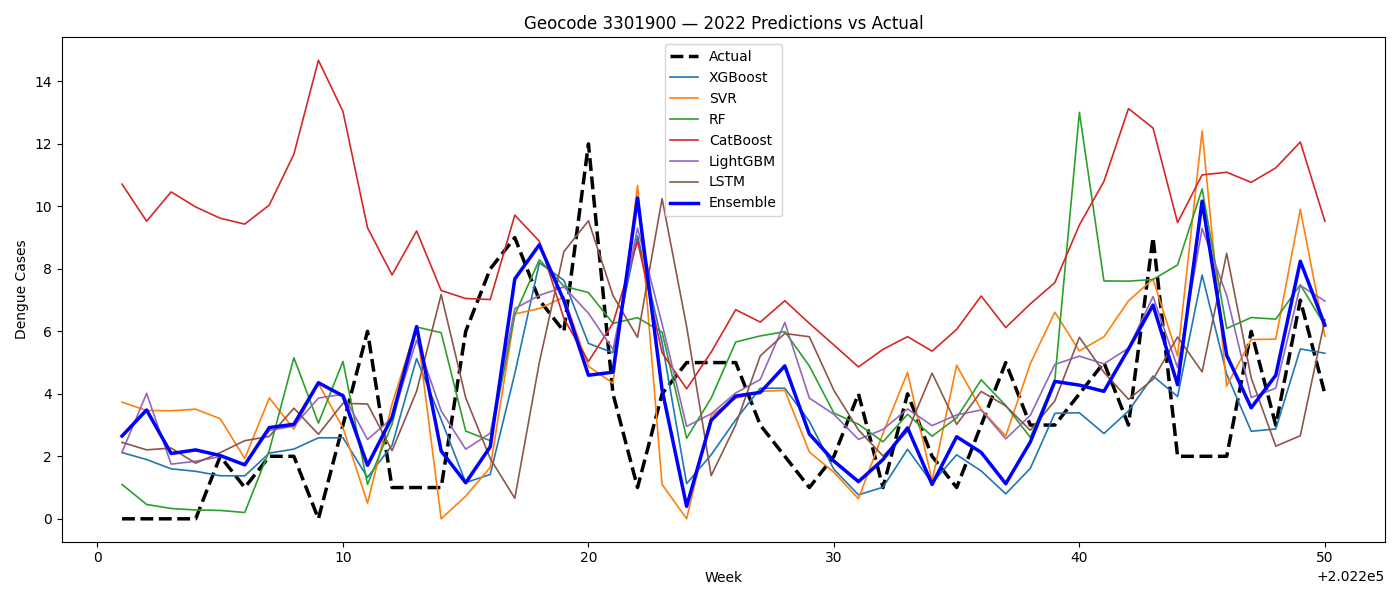 Geocode 3301900 — 2022 Predictions vs Actual
Actual
XGBoost
SVR
RF
CatBoost
LightGBM
LSTM
Ensemble
Dengue Cases
14
12
10
8
6
4
2
0
0 10 20 30 40 50
Week
+2.022e5